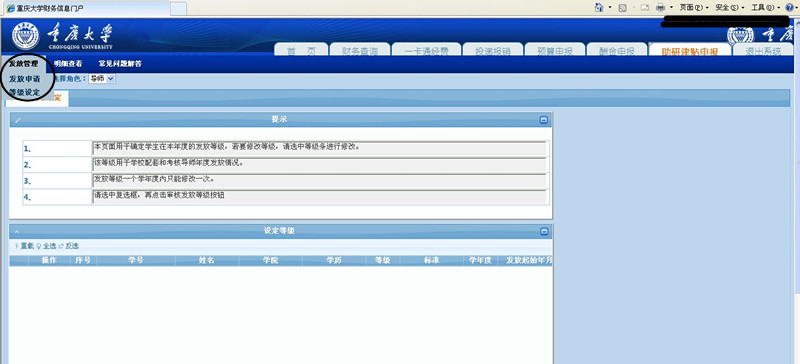 重庆大学财务信息门户
页面(P) 安全(S) 工具(O)
重庆大学
CHONGQING UNIVERSITY
重庆大学
首 页 财务查询 一卡通经费 投递报销 预算申报 酬金申报 助研津贴申报 退出系统
发放管理 明细查看 常见问题解答
发放申请 选择角色: 导师
等级设定 定
提示
1、 本页面用于确定学生在本年度的发放等级,若要修改等级,请选中等级条进行修改。
2、 该等级用于学校配套和考核导师年度发放情况。
3、 发放等级一个学年度内只能修改一次。
4、 请选中复选框,再点击审核发放等级按钮
设定等级
重载 全选 反选
操作 序号 学号 姓名 学院 学历 等级 标准 学年度 发放起始年月